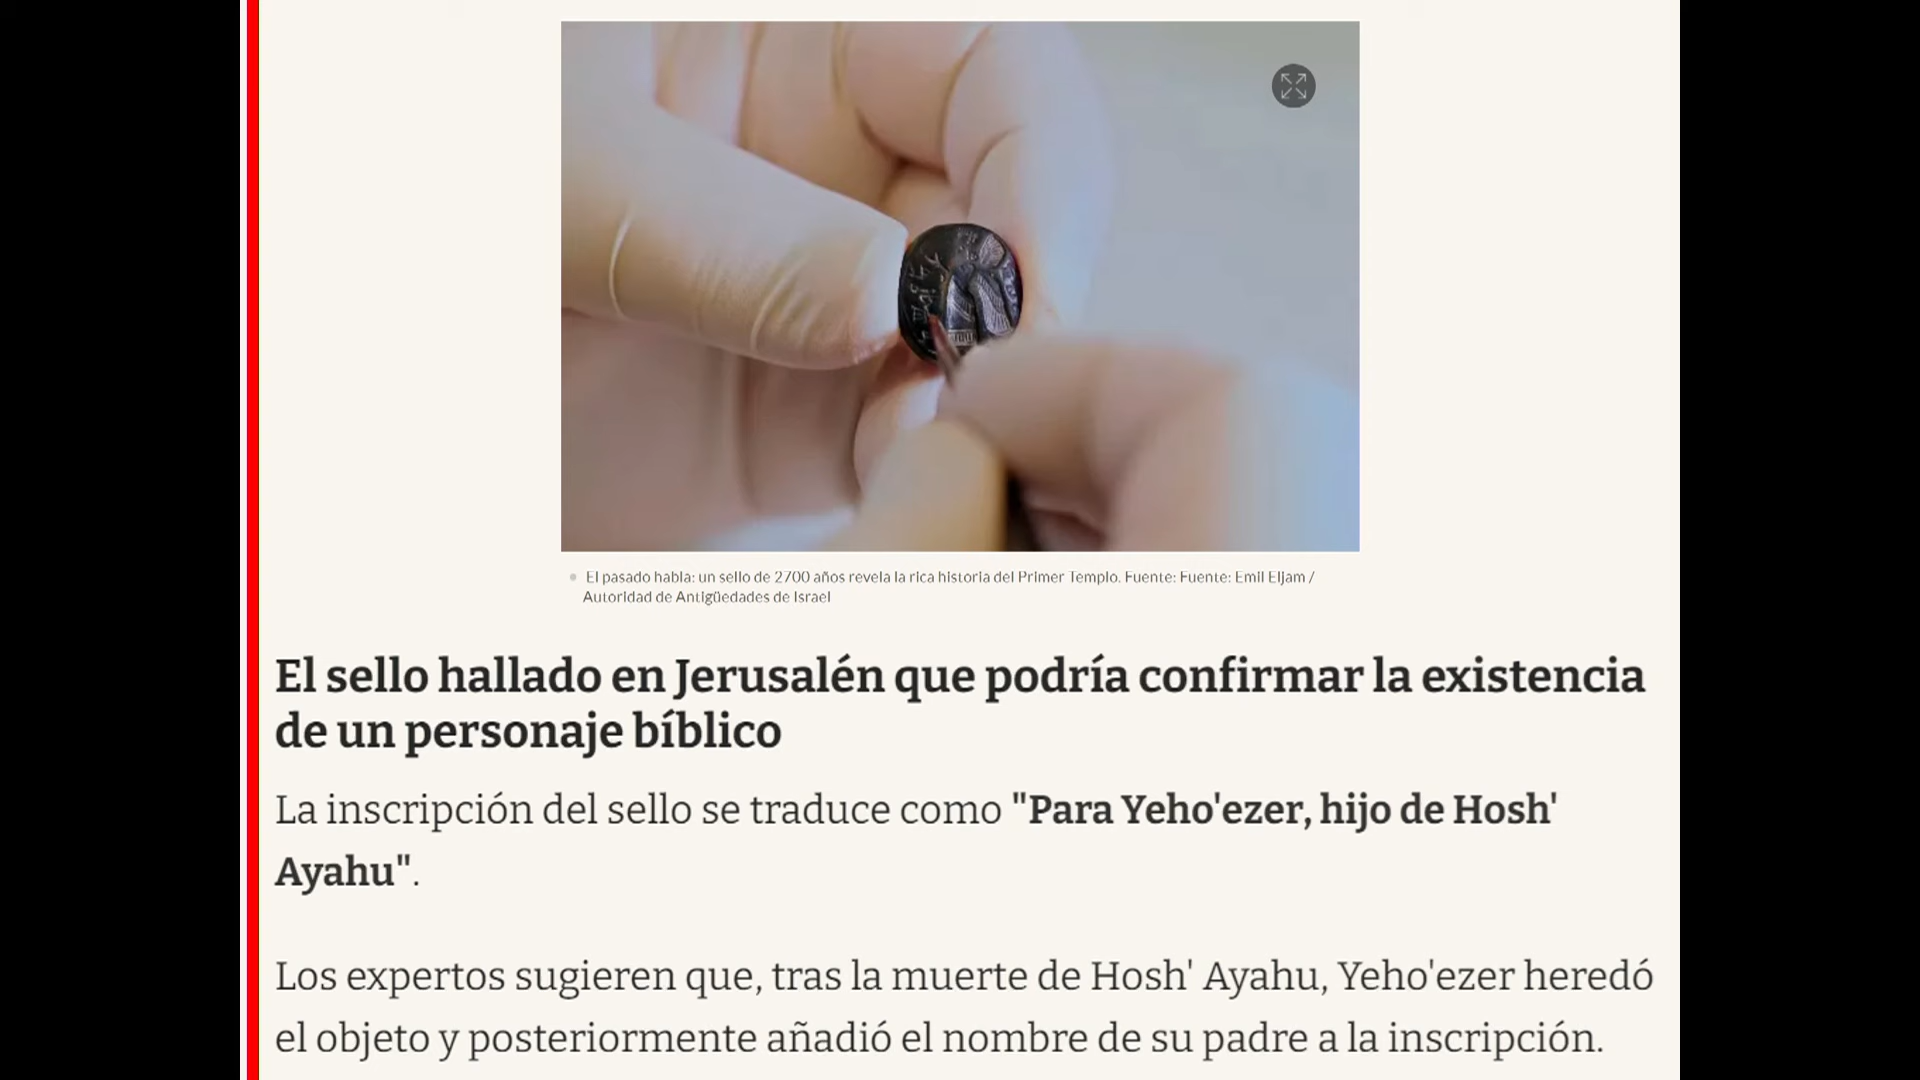 El pasado habla: un sello de 2700 años revela la rica historia del Primer Templo. Fuente: Fuente: Emil Eljam /
Autoridad de Antigüedades de Israel
El sello hallado en Jerusalén que podría confirmar la existencia
de un personaje bíblico
La inscripción del sello se traduce como "Para Yeho'ezer, hijo de Hosh'
Ayahu".
Los expertos sugieren que, tras la muerte de Hosh' Ayahu, Yeho'ezer heredó
el objeto y posteriormente añadió el nombre de su padre a la inscripción.